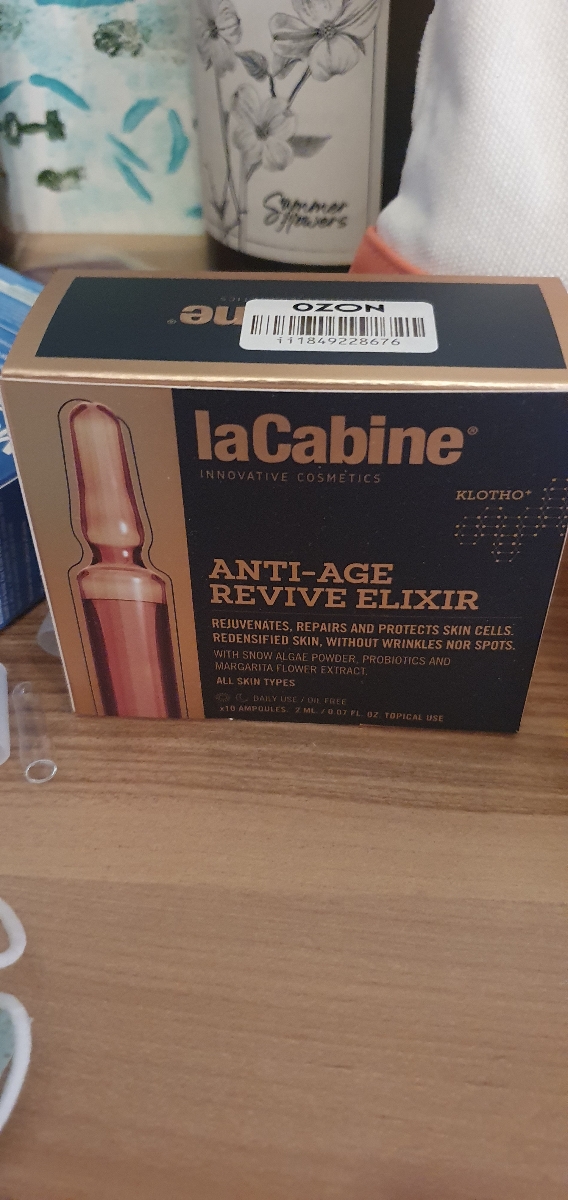 Summer
flowers
ne®
OZON
111849228676
laCabine®
INNOVATIVE COSMETICS
KLOTHO+
ANTI-AGE
REVIVE ELIXIR
REJUVENATES, REPAIRS AND PROTECTS SKIN CELLS.
REDENSIFIED SKIN, WITHOUT WRINKLES NOR SPOTS.
WITH SNOW ALGAE POWDER, PROBIOTICS AND
MARGARITA FLOWER EXTRACT.
ALL SKIN TYPES
DAILY USE / OIL FREE
x10 AMPOULES. 2 ML. / 0.07 FL. OZ. TOPICAL USE